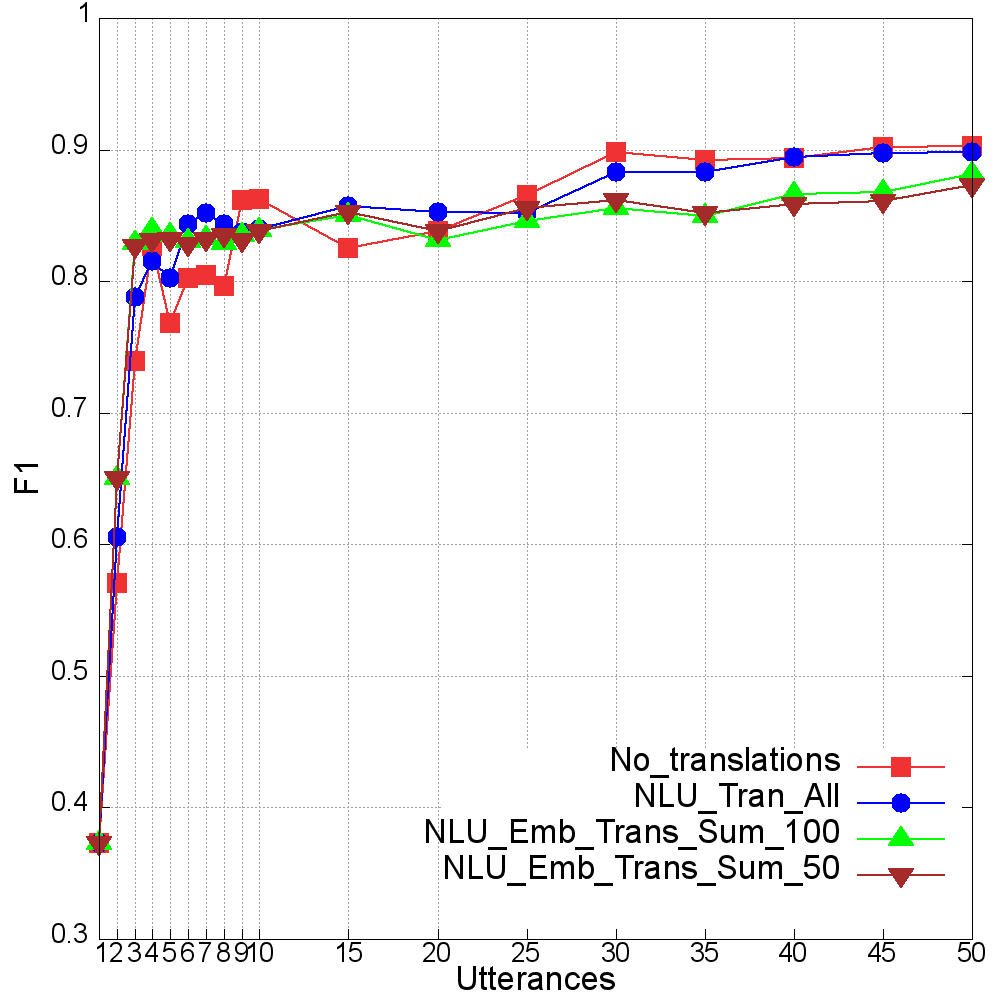 1
0.9
0.8
0.7
0.6
0.5
0.4
0.3
F1
No_translations
NLU_Tran_All
NLU_Emb_Trans_Sum_100
NLU_Emb_Trans_Sum_50
1 2 3 4 5 6 7 8 9 10 15 20 25 30 35 40 45 50
Utterances